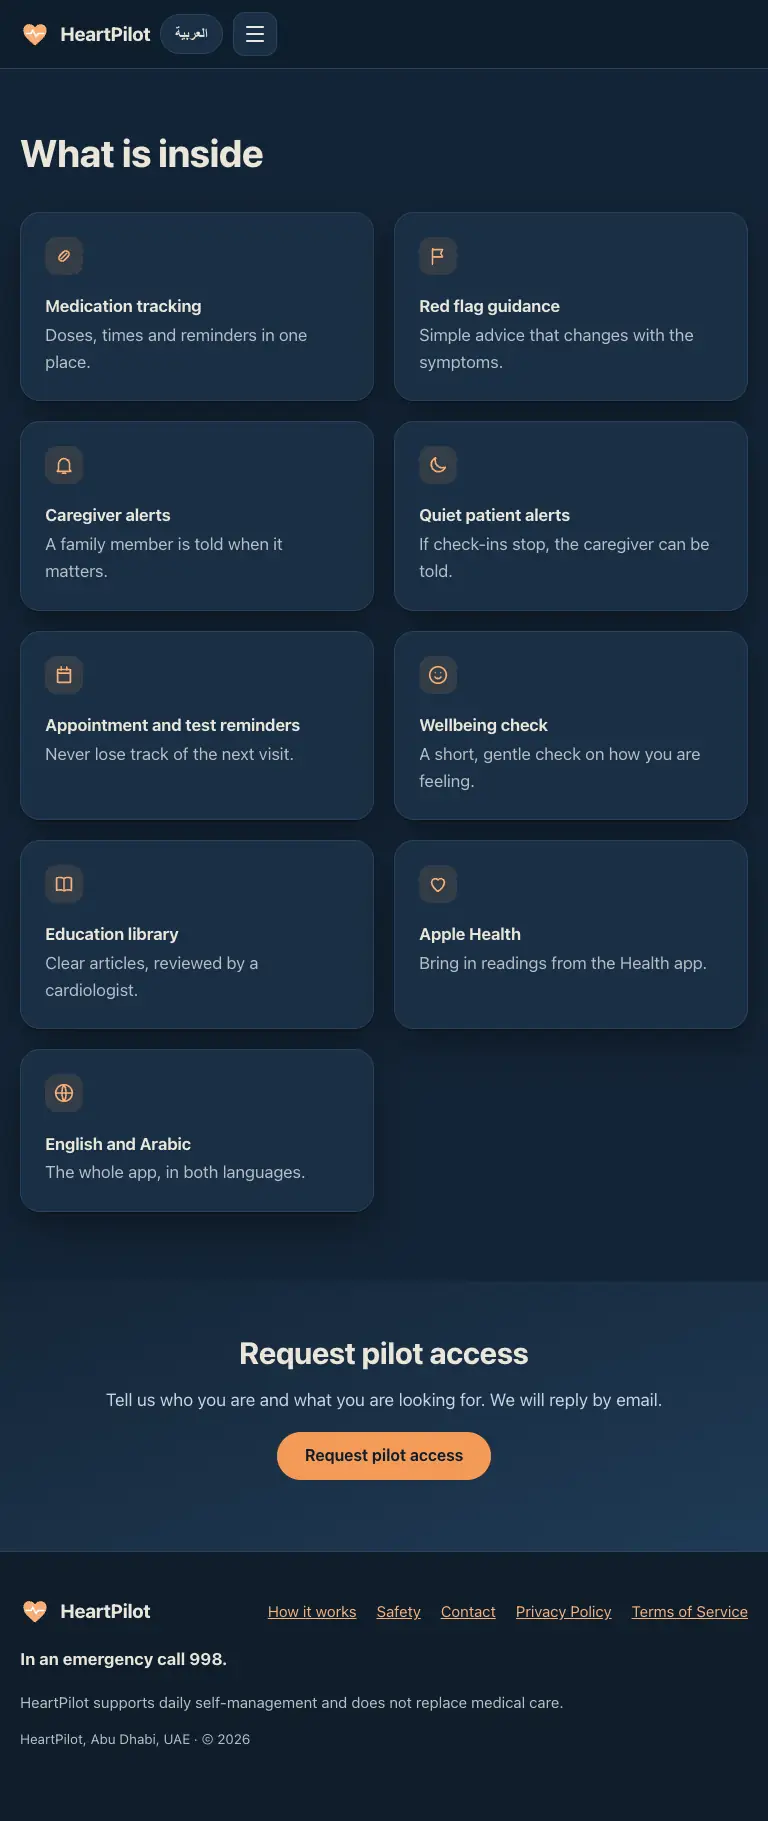 HeartPilot
العربية
What is inside
Medication tracking
Doses, times and reminders in one
place.
Red flag guidance
Simple advice that changes with the
symptoms.
Caregiver alerts
A family member is told when it
matters.
Quiet patient alerts
If check-ins stop, the caregiver can be
told.
Appointment and test reminders
Never lose track of the next visit.
Wellbeing check
A short, gentle check on how you are
feeling.
Education library
Clear articles, reviewed by a
cardiologist.
Apple Health
Bring in readings from the Health app.
English and Arabic
The whole app, in both languages.
Request pilot access
Tell us who you are and what you are looking for. We will reply by email.
Request pilot access
HeartPilot
How it works Safety Contact Privacy Policy Terms of Service
In an emergency call 998.
HeartPilot supports daily self-management and does not replace medical care.
HeartPilot, Abu Dhabi, UAE · © 2026